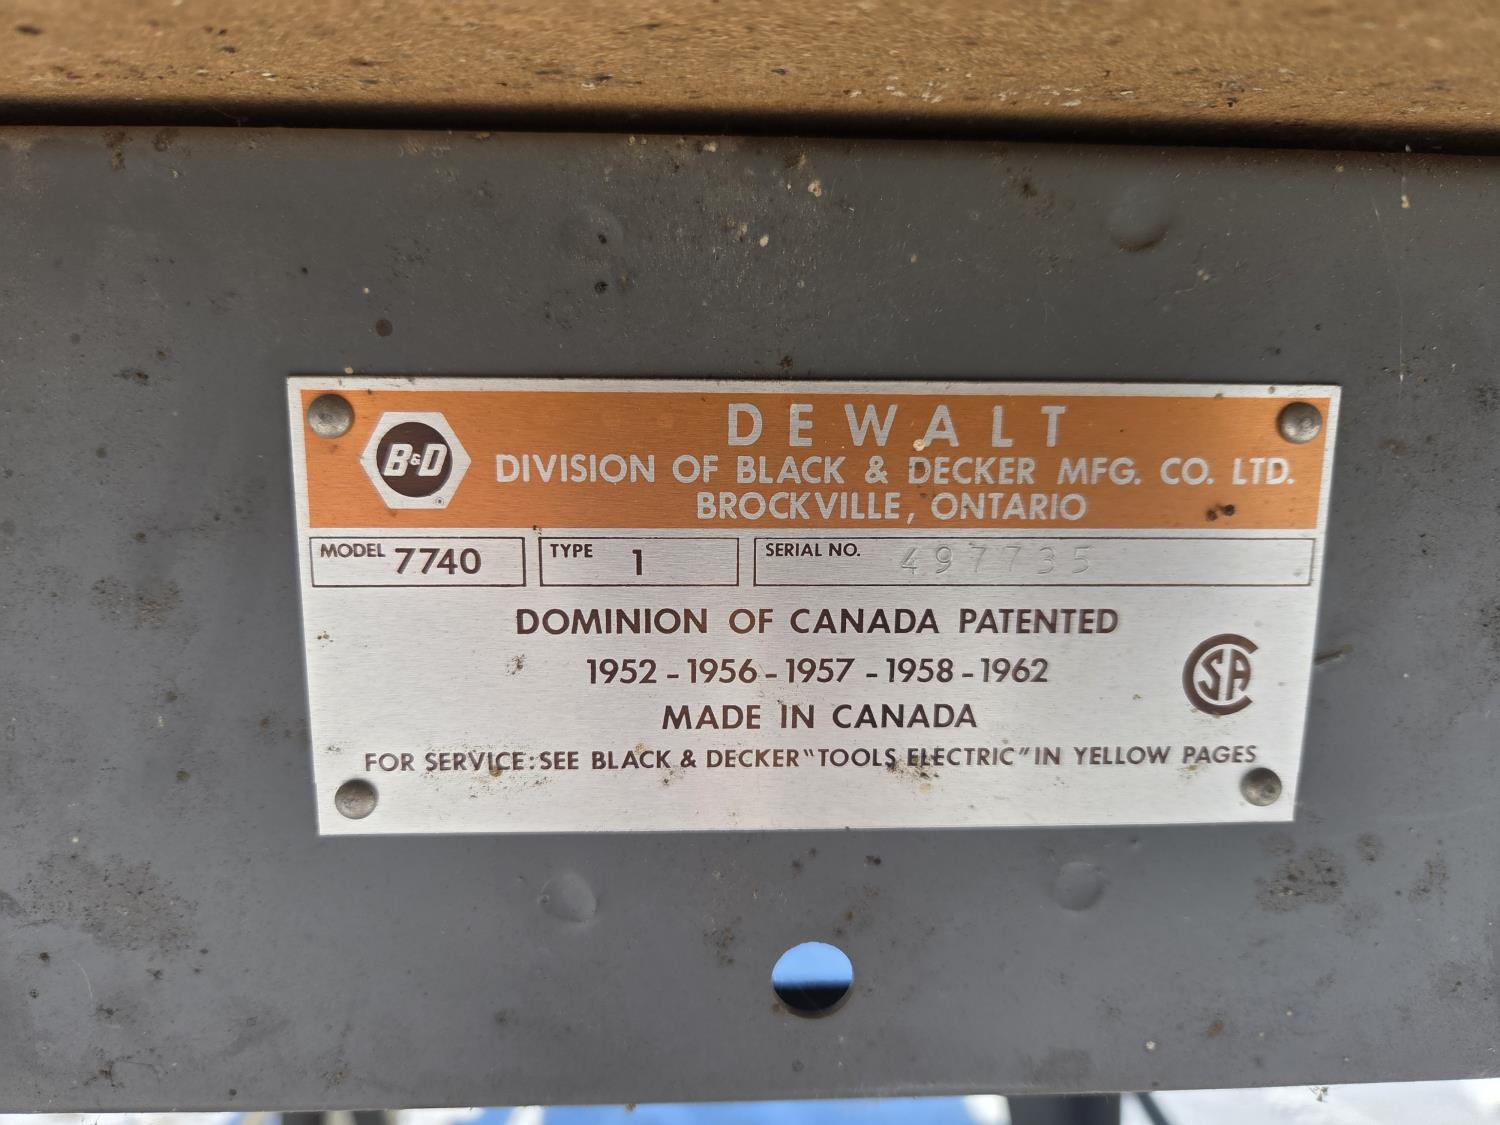 B&D
®
DEWALT
DIVISION OF BLACK & DECKER MFG. CO. LTD.
BROCKVILLE, ONTARIO
MODEL 7740
TYPE 1
SERIAL NO. 497735
DOMINION OF CANADA PATENTED
1952 - 1956 - 1957 - 1958 - 1962
MADE IN CANADA
CSA
FOR SERVICE: SEE BLACK & DECKER "TOOLS ELECTRIC" IN YELLOW PAGES